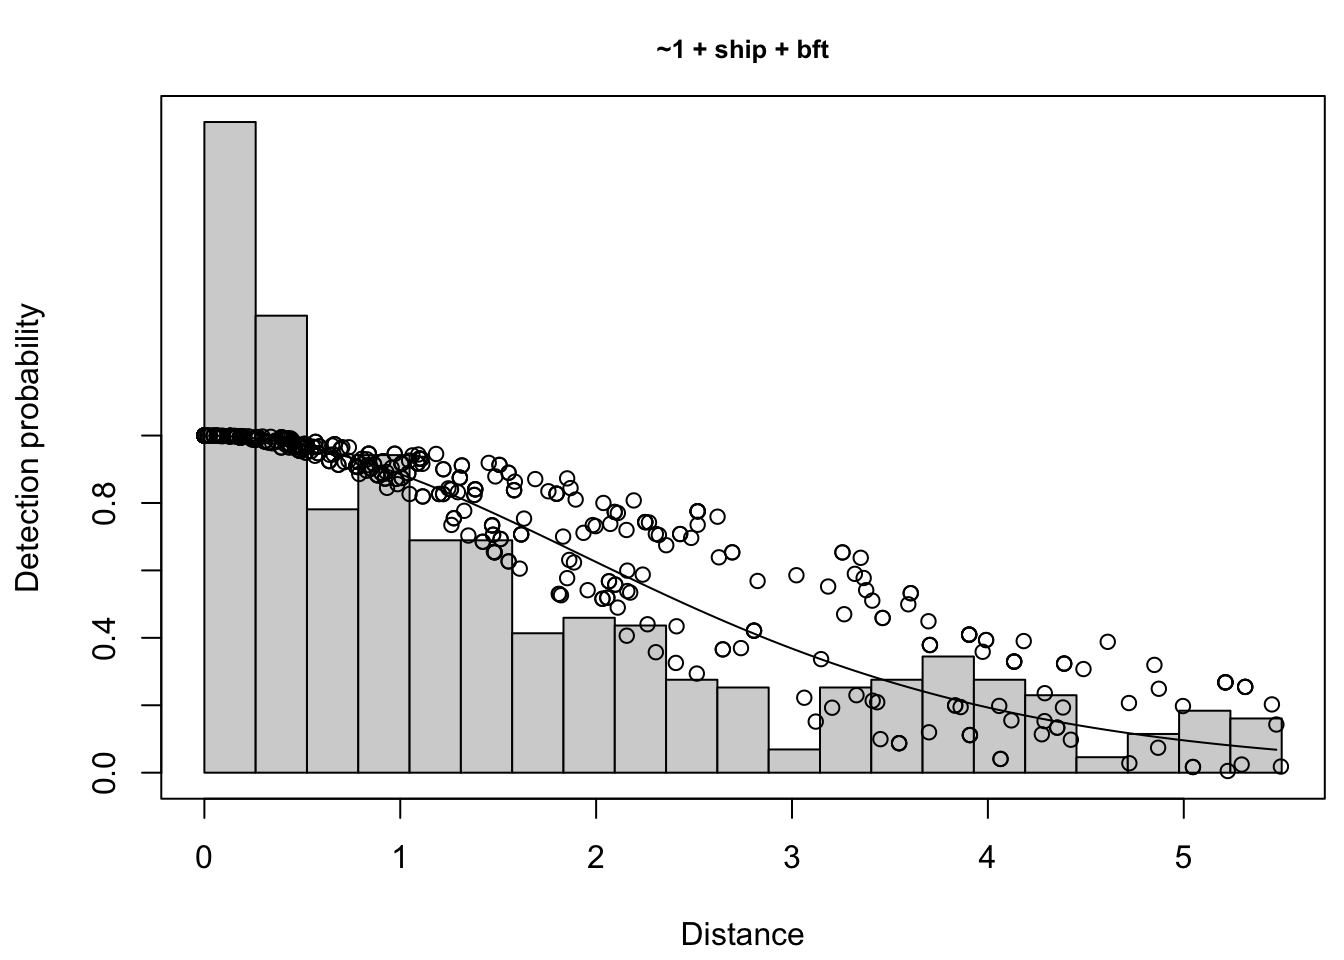 ~1 + ship + bft
Detection probability
0.8
0.4
0.0
0 1 2 3 4 5
Distance